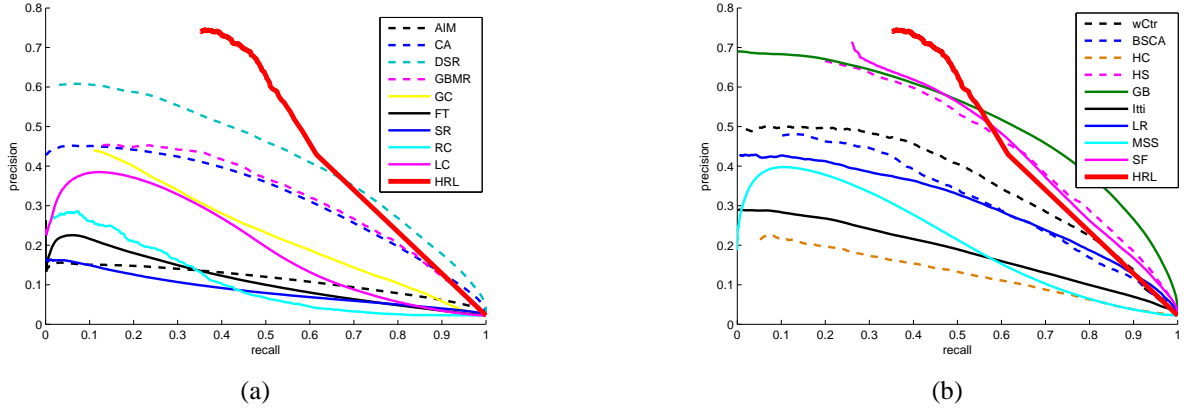 0.8
0.7
0.6
0.5
0.4
0.3
0.2
0.1
0
precision
0 0.1 0.2 0.3 0.4 0.5 0.6 0.7 0.8 0.9 1
recall
AIM
CA
DSR
GBMR
GC
FT
SR
RC
LC
HRL
(a)
0.8
0.7
0.6
0.5
0.4
0.3
0.2
0.1
0
precision
0 0.1 0.2 0.3 0.4 0.5 0.6 0.7 0.8 0.9 1
recall
wCtr
BSCA
HC
HS
GB
Itti
LR
MSS
SF
HRL
(b)